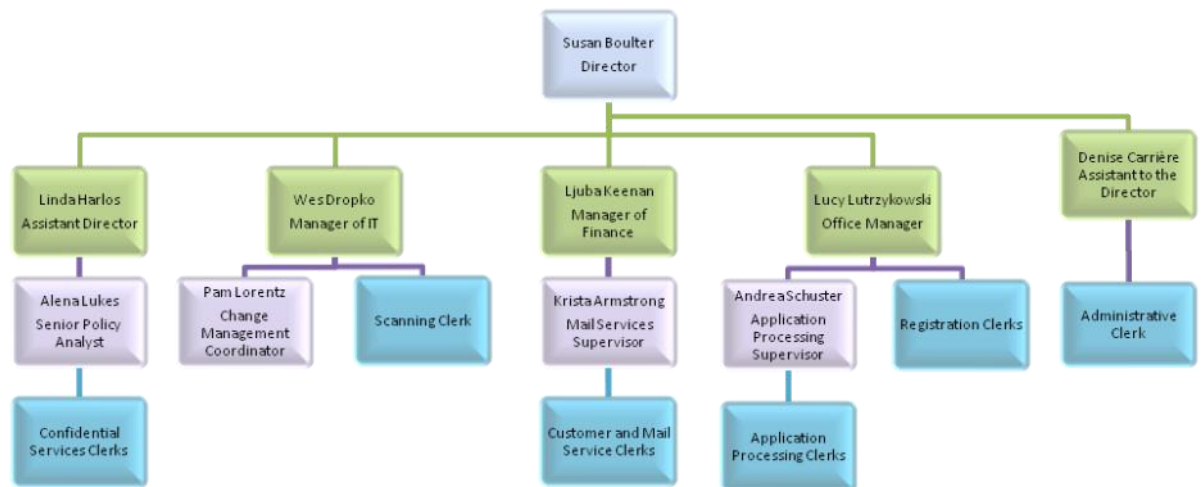 Susan Boulter
Director
Linda Harlos
Assistant Director
Wes Dropko
Manager of IT
Ljuba Keenan
Manager of
Finance
Lucy Lutrzykowski
Office Manager
Denise Carrière
Assistant to the
Director
Alena Lukes
Senior Policy
Analyst
Pam Lorentz
Change
Management
Coordinator
Scanning Clerk
Krista Armstrong
Mail Services
Supervisor
Andrea Schuster
Application
Processing
Supervisor
Registration Clerks
Administrative
Clerk
Confidential
Services Clerks
Customer and Mail
Service Clerks
Application
Processing Clerks